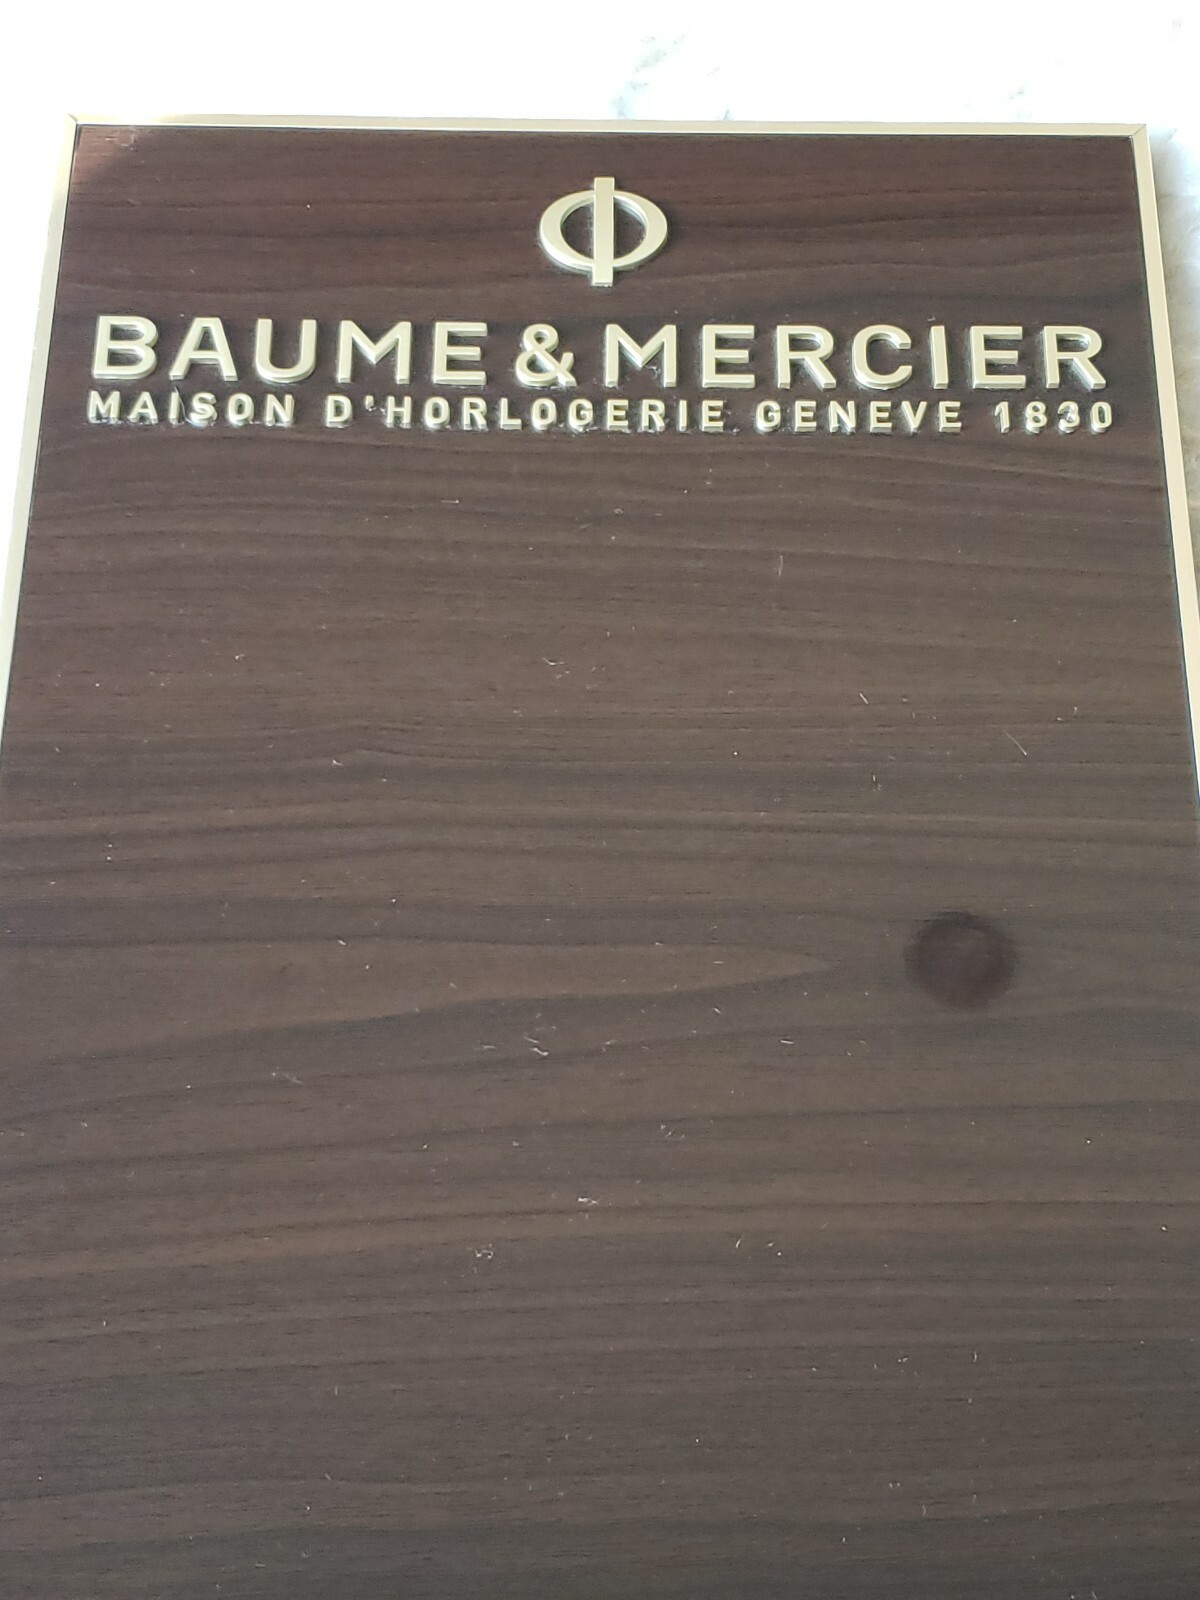 BAUME & MERCIER
MAISON D'HORLOGERIE GENEVE 1830